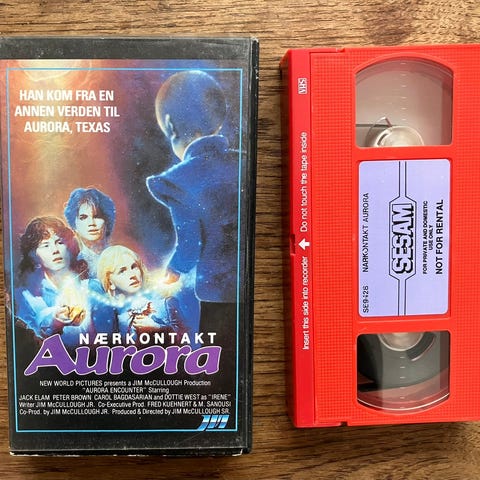 HAN KOM FRA EN
ANNEN VERDEN TIL
AURORA, TEXAS
NÆRKONTAKT
Aurora
NEW WORLD PICTURES presents a JIM McCULLOUGH Production
"AURORA ENCOUNTER" Starring
JACK ELAM PETER BROWN CAROL BAGDASARIAN and DOTTIE WEST as "IRENE"
Writer JIM McCULLOUGH JR. Co-Executive Prod. FRED KUEHNERT & M. SANOUSI
Co-Prod. by JIM McCULLOUGH JR. Produced & Directed by JIM McCULLOUGH SR.
VHS
Do not touch the tape inside
Insert this side into recorder
SE9428 NARKONTAKT AURORA
SESAM
FOR PRIVATE AND DOMESTIC
USE ONLY
NOT FOR RENTAL